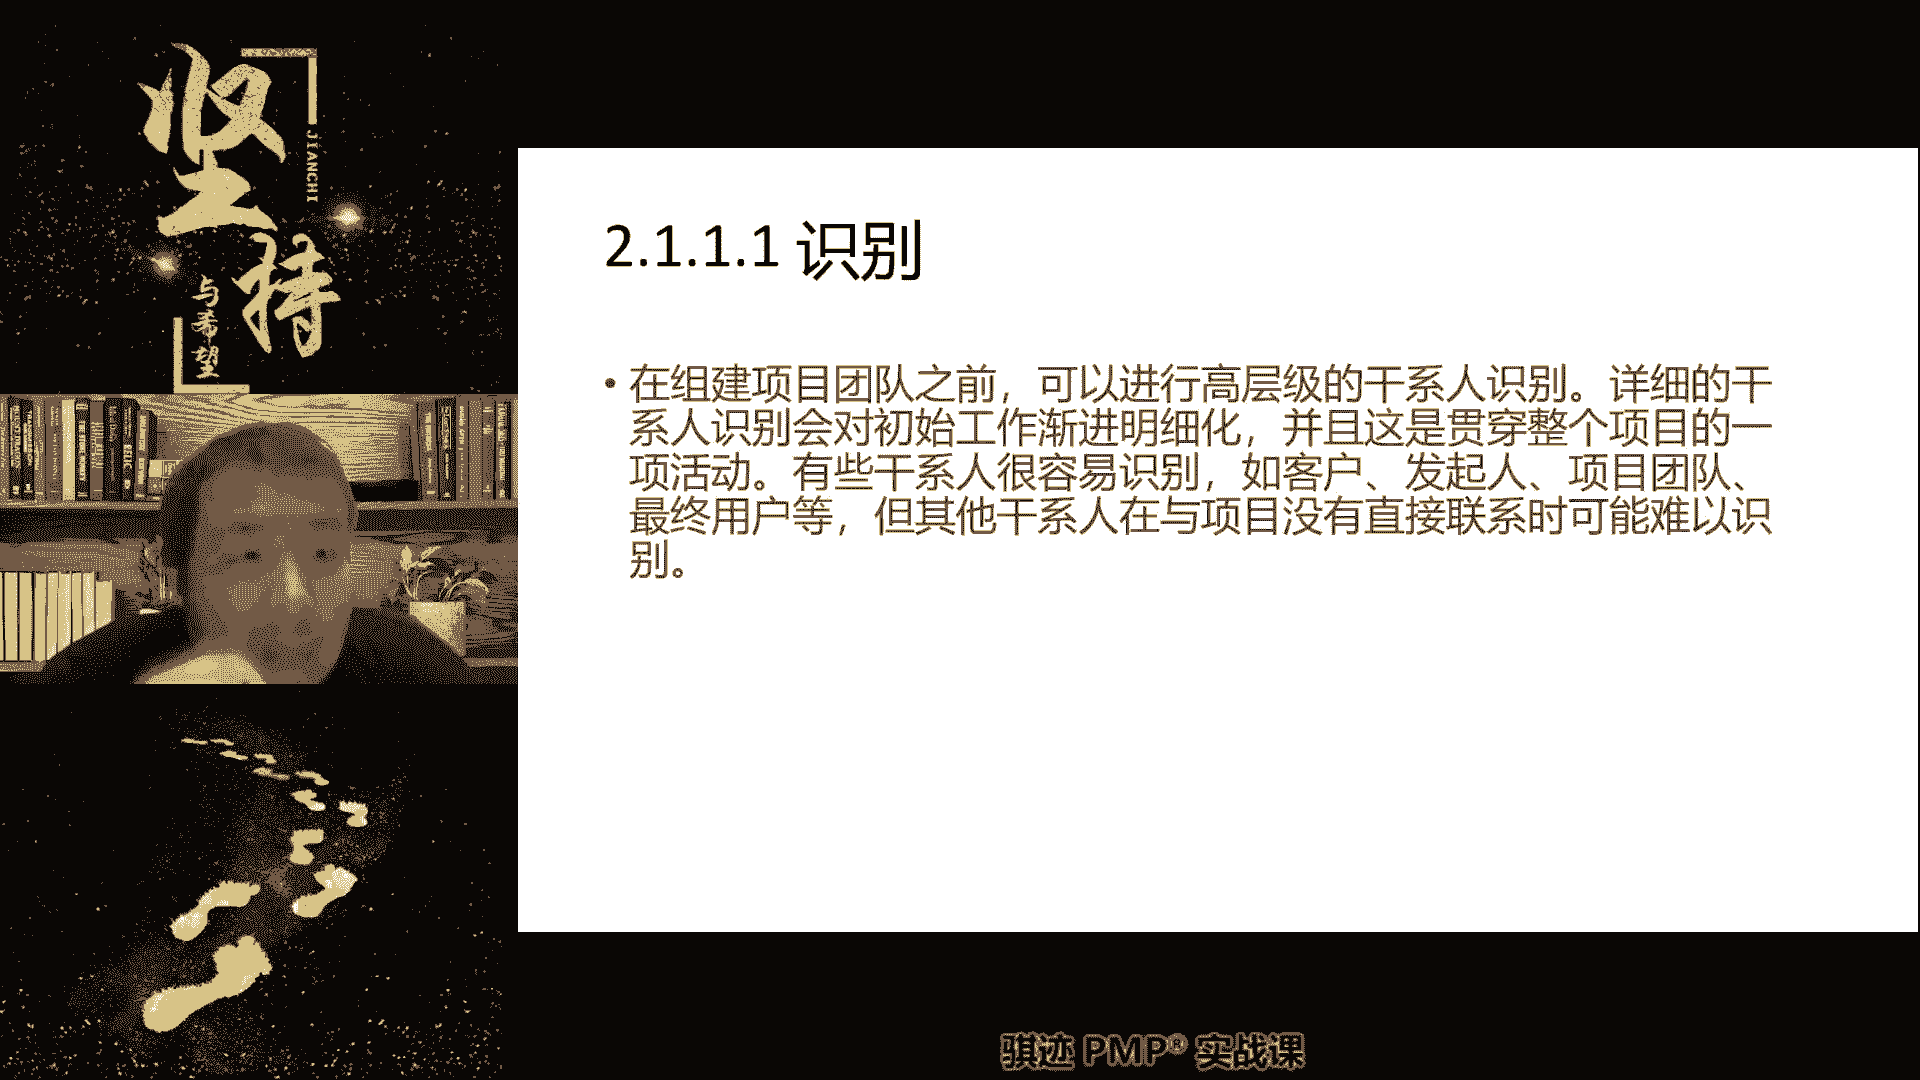 坚持
JIANCHI
与希望
2.1.1.1 识别
• 在组建项目团队之前，可以进行高层级的干系人识别。详细的干
系人识别会对初始工作渐进明细化，并且这是贯穿整个项目的一
项活动。有些干系人很容易识别，如客户、发起人、项目团队、
最终用户等，但其他干系人在与项目没有直接联系时可能难以识
别。
骐迹 PMP® 实战课